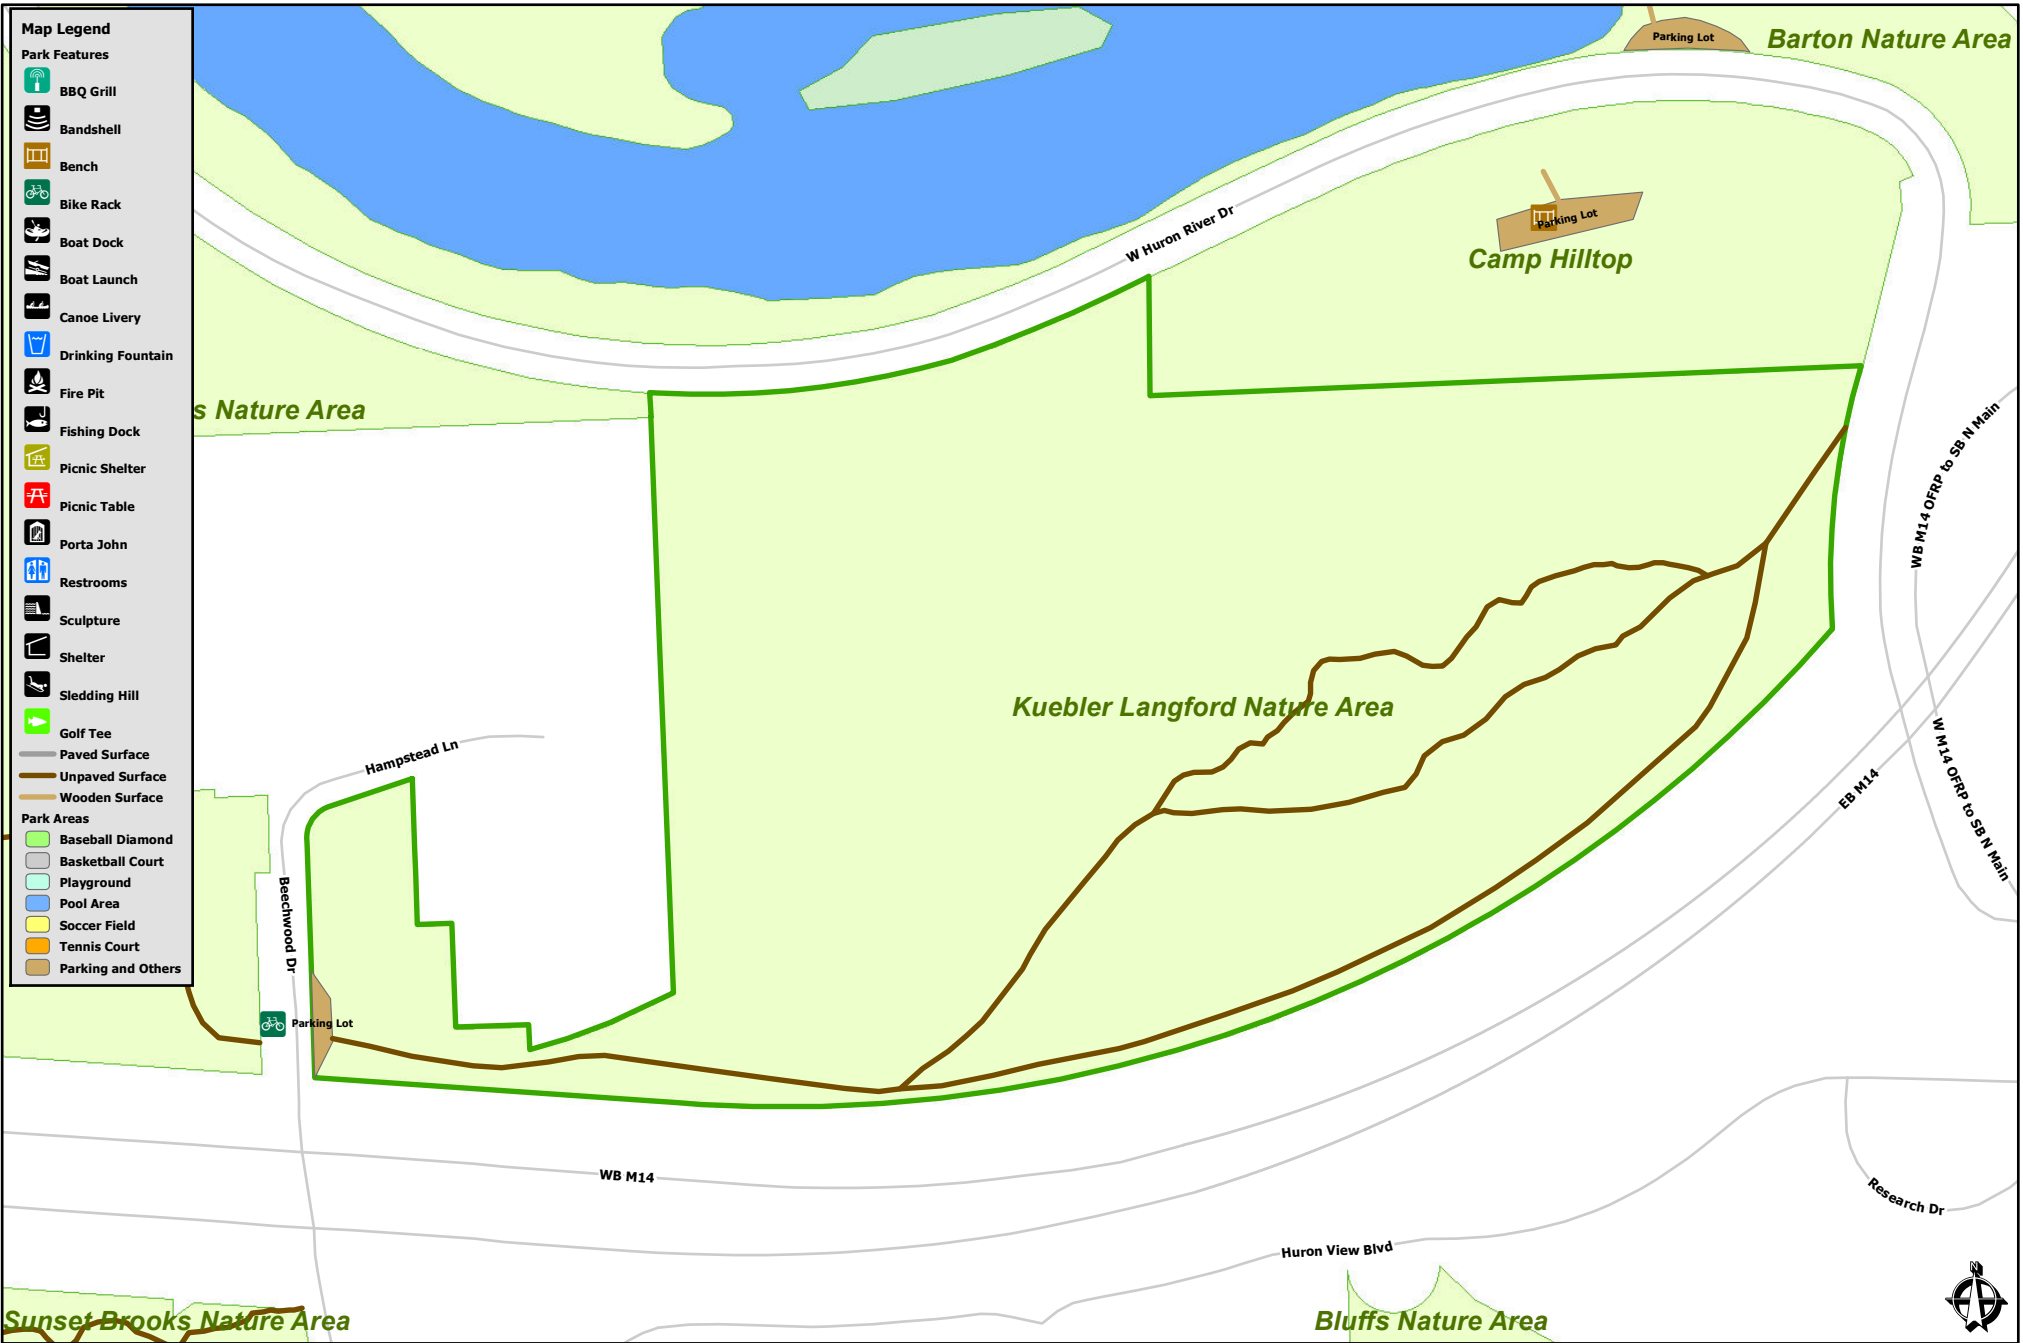 Map Legend
Park Features
BBQ Grill
Bandshell
Bench
Bike Rack
Boat Dock
Boat Launch
Canoe Livery
Drinking Fountain
Fire Pit
Fishing Dock
Picnic Shelter
Picnic Table
Porta John
Restrooms
Sculpture
Shelter
Sledding Hill
Golf Tee
Paved Surface
Unpaved Surface
Wooden Surface
Park Areas
Baseball Diamond
Basketball Court
Playground
Pool Area
Soccer Field
Tennis Court
Parking and Others
Parking Lot
Barton Nature Area
W Huron River Dr
Parking Lot
Camp Hilltop
s Nature Area
WB M14 OFRP to SB N Main
Kuebler Langford Nature Area
Hampstead Ln
W M14 OFRP to SB N Main
EB M14
Beechwood Dr
Parking Lot
WB M14
Research Dr
Huron View Blvd
N
Sunset Brooks Nature Area
Bluffs Nature Area